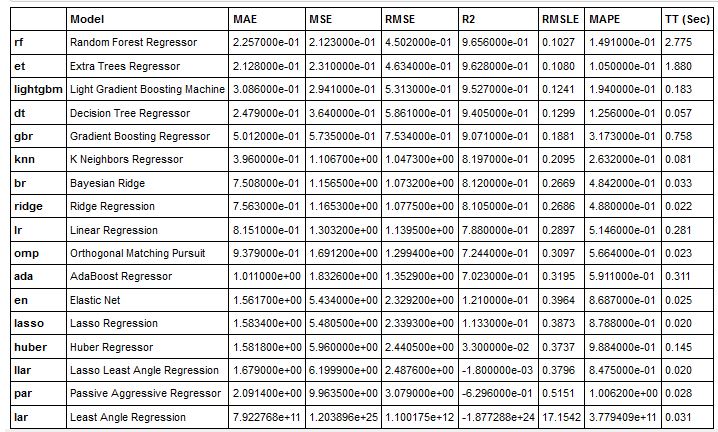 Model MAE MSE RMSE R2 RMSLE MAPE TT (Sec)
rf Random Forest Regressor 2.257000e-01 2.123000e-01 4.502000e-01 9.656000e-01 0.1027 1.491000e-01 2.775
et Extra Trees Regressor 2.128000e-01 2.310000e-01 4.634000e-01 9.628000e-01 0.1080 1.050000e-01 1.880
lightgbm Light Gradient Boosting Machine 3.086000e-01 2.941000e-01 5.313000e-01 9.527000e-01 0.1241 1.940000e-01 0.183
dt Decision Tree Regressor 2.479000e-01 3.640000e-01 5.861000e-01 9.405000e-01 0.1299 1.256000e-01 0.057
gbr Gradient Boosting Regressor 5.012000e-01 5.735000e-01 7.534000e-01 9.071000e-01 0.1881 3.173000e-01 0.758
knn K Neighbors Regressor 3.960000e-01 1.106700e+00 1.047300e+00 8.197000e-01 0.2095 2.632000e-01 0.081
br Bayesian Ridge 7.508000e-01 1.156500e+00 1.073200e+00 8.120000e-01 0.2669 4.842000e-01 0.033
ridge Ridge Regression 7.563000e-01 1.165300e+00 1.077500e+00 8.105000e-01 0.2686 4.880000e-01 0.022
lr Linear Regression 8.151000e-01 1.303200e+00 1.139500e+00 7.880000e-01 0.2897 5.146000e-01 0.281
omp Orthogonal Matching Pursuit 9.379000e-01 1.691200e+00 1.299400e+00 7.244000e-01 0.3097 5.664000e-01 0.023
ada AdaBoost Regressor 1.011000e+00 1.832600e+00 1.352900e+00 7.023000e-01 0.3195 5.911000e-01 0.311
en Elastic Net 1.561700e+00 5.434000e+00 2.329200e+00 1.210000e-01 0.3964 8.687000e-01 0.025
lasso Lasso Regression 1.583400e+00 5.480500e+00 2.339300e+00 1.133000e-01 0.3873 8.788000e-01 0.020
huber Huber Regressor 1.581800e+00 5.960000e+00 2.440500e+00 3.300000e-02 0.3737 9.884000e-01 0.145
llar Lasso Least Angle Regression 1.679000e+00 6.199900e+00 2.487600e+00 -1.800000e-03 0.3796 8.475000e-01 0.020
par Passive Aggressive Regressor 2.091400e+00 9.963500e+00 3.079000e+00 -6.296000e-01 0.5151 1.006200e+00 0.028
lar Least Angle Regression 7.922768e+11 1.203896e+25 1.100175e+12 -1.877288e+24 17.1542 3.779409e+11 0.031